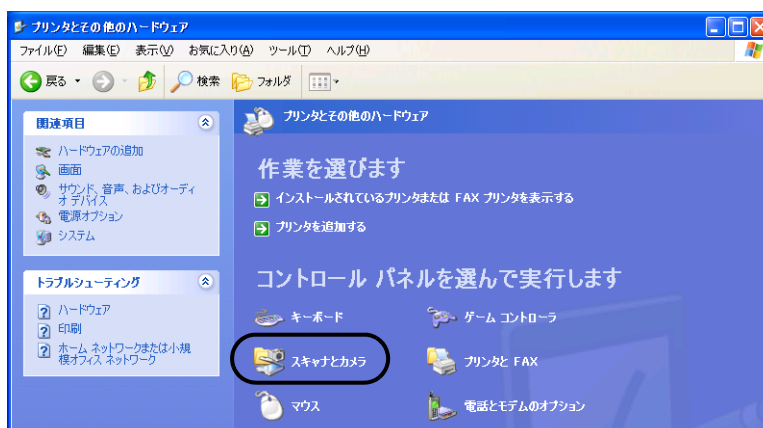 プリンタとその他のハードウェア
ファイル(F) 編集(E) 表示(V) お気に入り(A) ツール(T) ヘルプ(H)
戻る 検索 フォルダ
関連項目
ハードウェアの追加
画面
サウンド、音声、およびオーディ
オ デバイス
電源オプション
システム
トラブルシューティング
ハードウェア
印刷
ホーム ネットワークまたは小規
模オフィス ネットワーク
プリンタとその他のハードウェア
作業を選びます
インストールされているプリンタまたは FAX プリンタを表示する
プリンタを追加する
コントロール パネルを選んで実行します
キーボード
ゲーム コントローラ
スキャナとカメラ
プリンタと FAX
マウス
電話とモデムのオプション